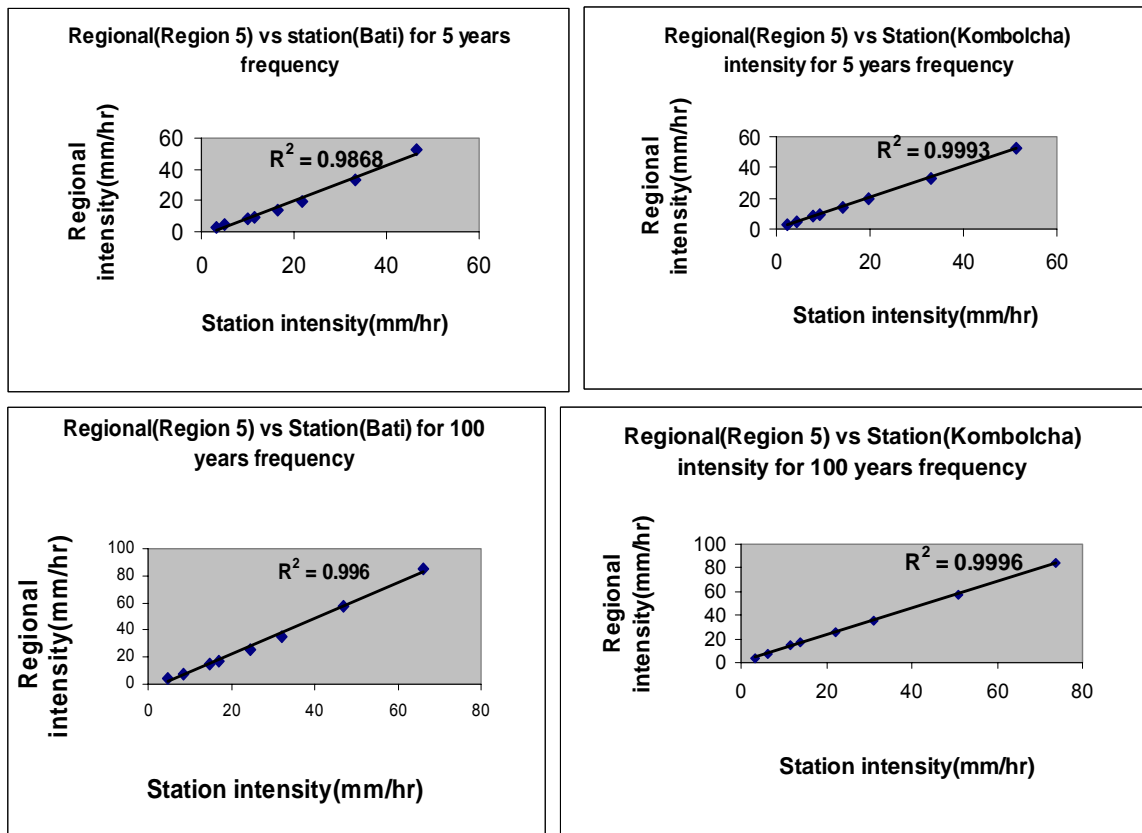 Regional(Region 5) vs station(Bati) for 5 years
frequency
R2 = 0.9868
60
40
20
0
0 20 40 60
Regional
intensity(mm/hr)
Station intensity(mm/hr)
Regional(Region 5) vs Station(Kombolcha)
intensity for 5 years frequency
R2 = 0.9993
60
40
20
0
0 20 40 60
Regional
intensity(mm/hr)
Station intensity(mm/hr)
Regional(Region 5) vs Station(Bati) for 100
years frequency
R2 = 0.996
100
80
60
40
20
0
0 20 40 60 80
Regional
intensity(mm/hr)
Station intensity(mm/hr)
Regional(Region 5) vs Station(Kombolcha)
intensity for 100 years frequency
R2 = 0.9996
100
80
60
40
20
0
0 20 40 60 80
Regional
intensity(mm/hr)
Station intensity(mm/hr)